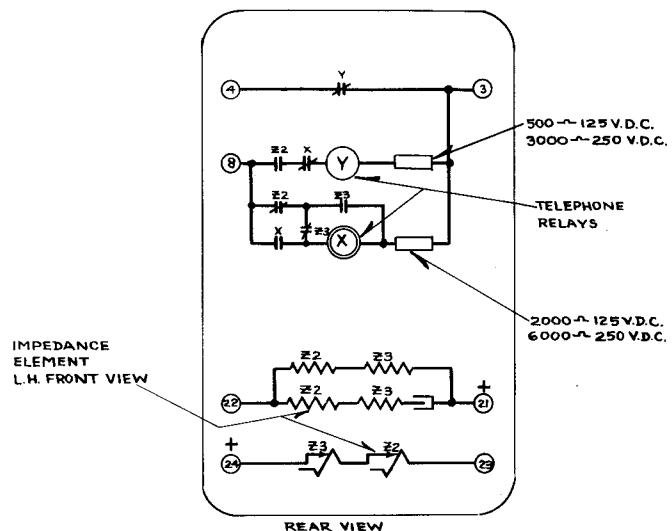 Y
4
3
500~125 V.D.C.
3000~250 V.D.C.
Z2
X
8
Y
TELEPHONE
RELAYS
Z2
Z3
X
Z3
X
2000~125 V.D.C.
6000~250 V.D.C.
IMPEDANCE
ELEMENT
L.H. FRONT VIEW
Z2
Z3
Z2
Z3
+
22
21
+
Z3
Z2
24
23
REAR VIEW